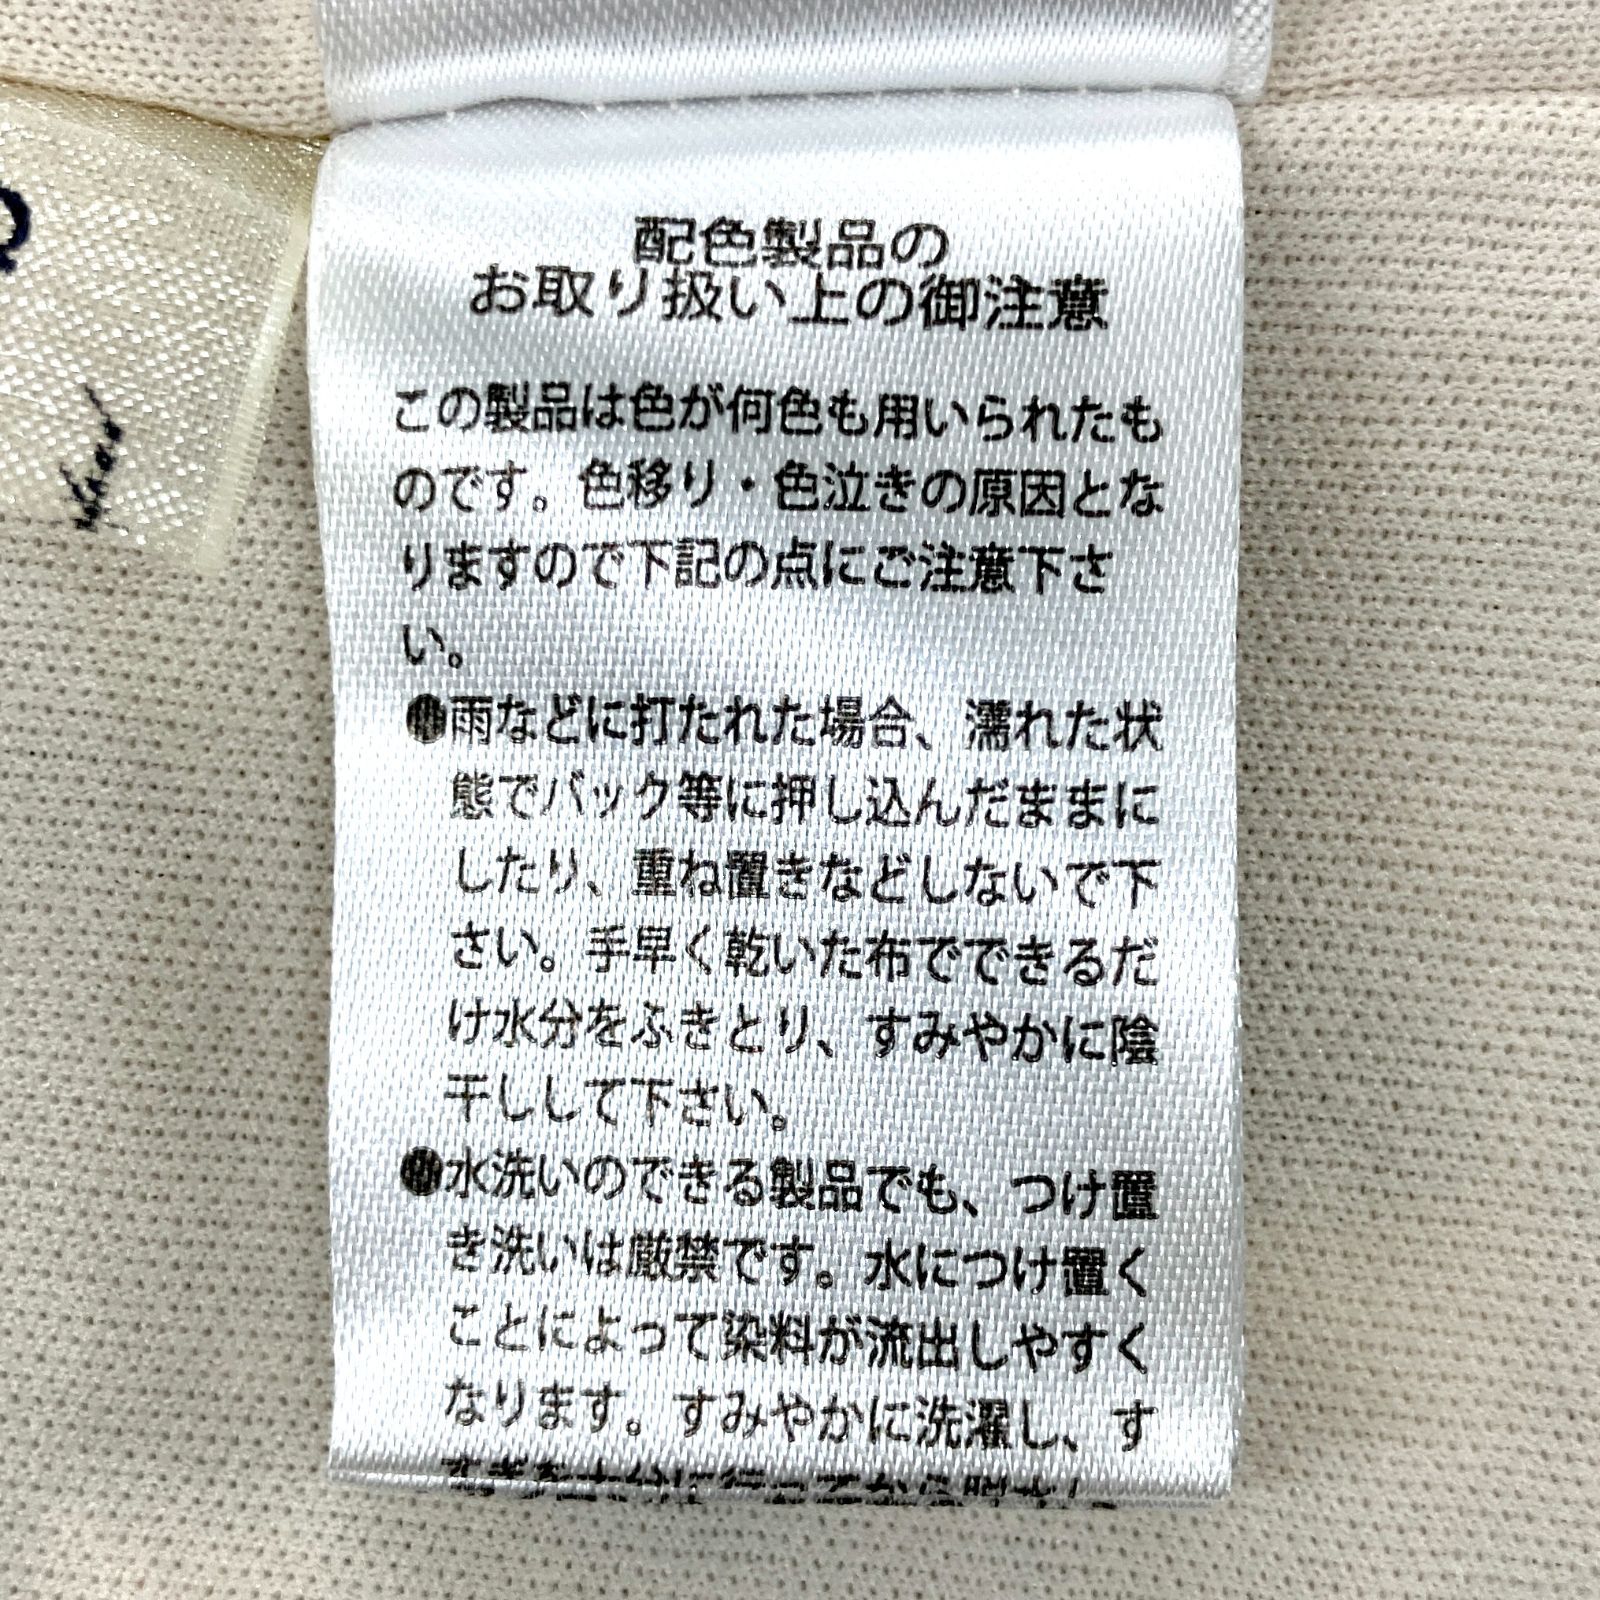 配色製品の
お取り扱い上の御注意
この製品は色が何色も用いられたも
のです。色移り・色泣きの原因とな
りますので下記の点にご注意下さ
い。
●雨などに打たれた場合、濡れた状
態でバック等に押し込んだままに
したり、重ね置きなどしないで下
さい。手早く乾いた布でできるだ
け水分をふきとり、すみやかに陰
干しして下さい。
●水洗いのできる製品でも、つけ置
き洗いは厳禁です。水につけ置く
ことによって染料が流出しやすく
なります。すみやかに洗濯し、す